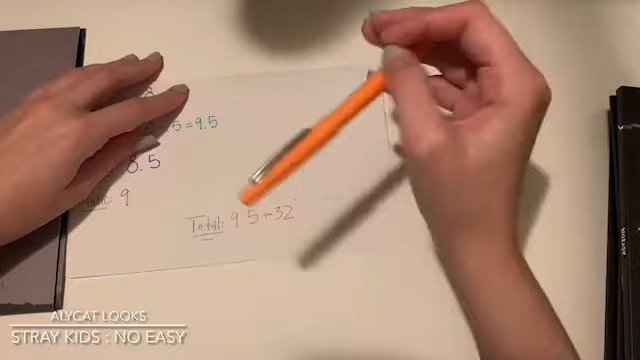 5=9.5
8.5
9
Total: 9 5+32
ALYCAT LOOKS
STRAY KIDS : NO EASY